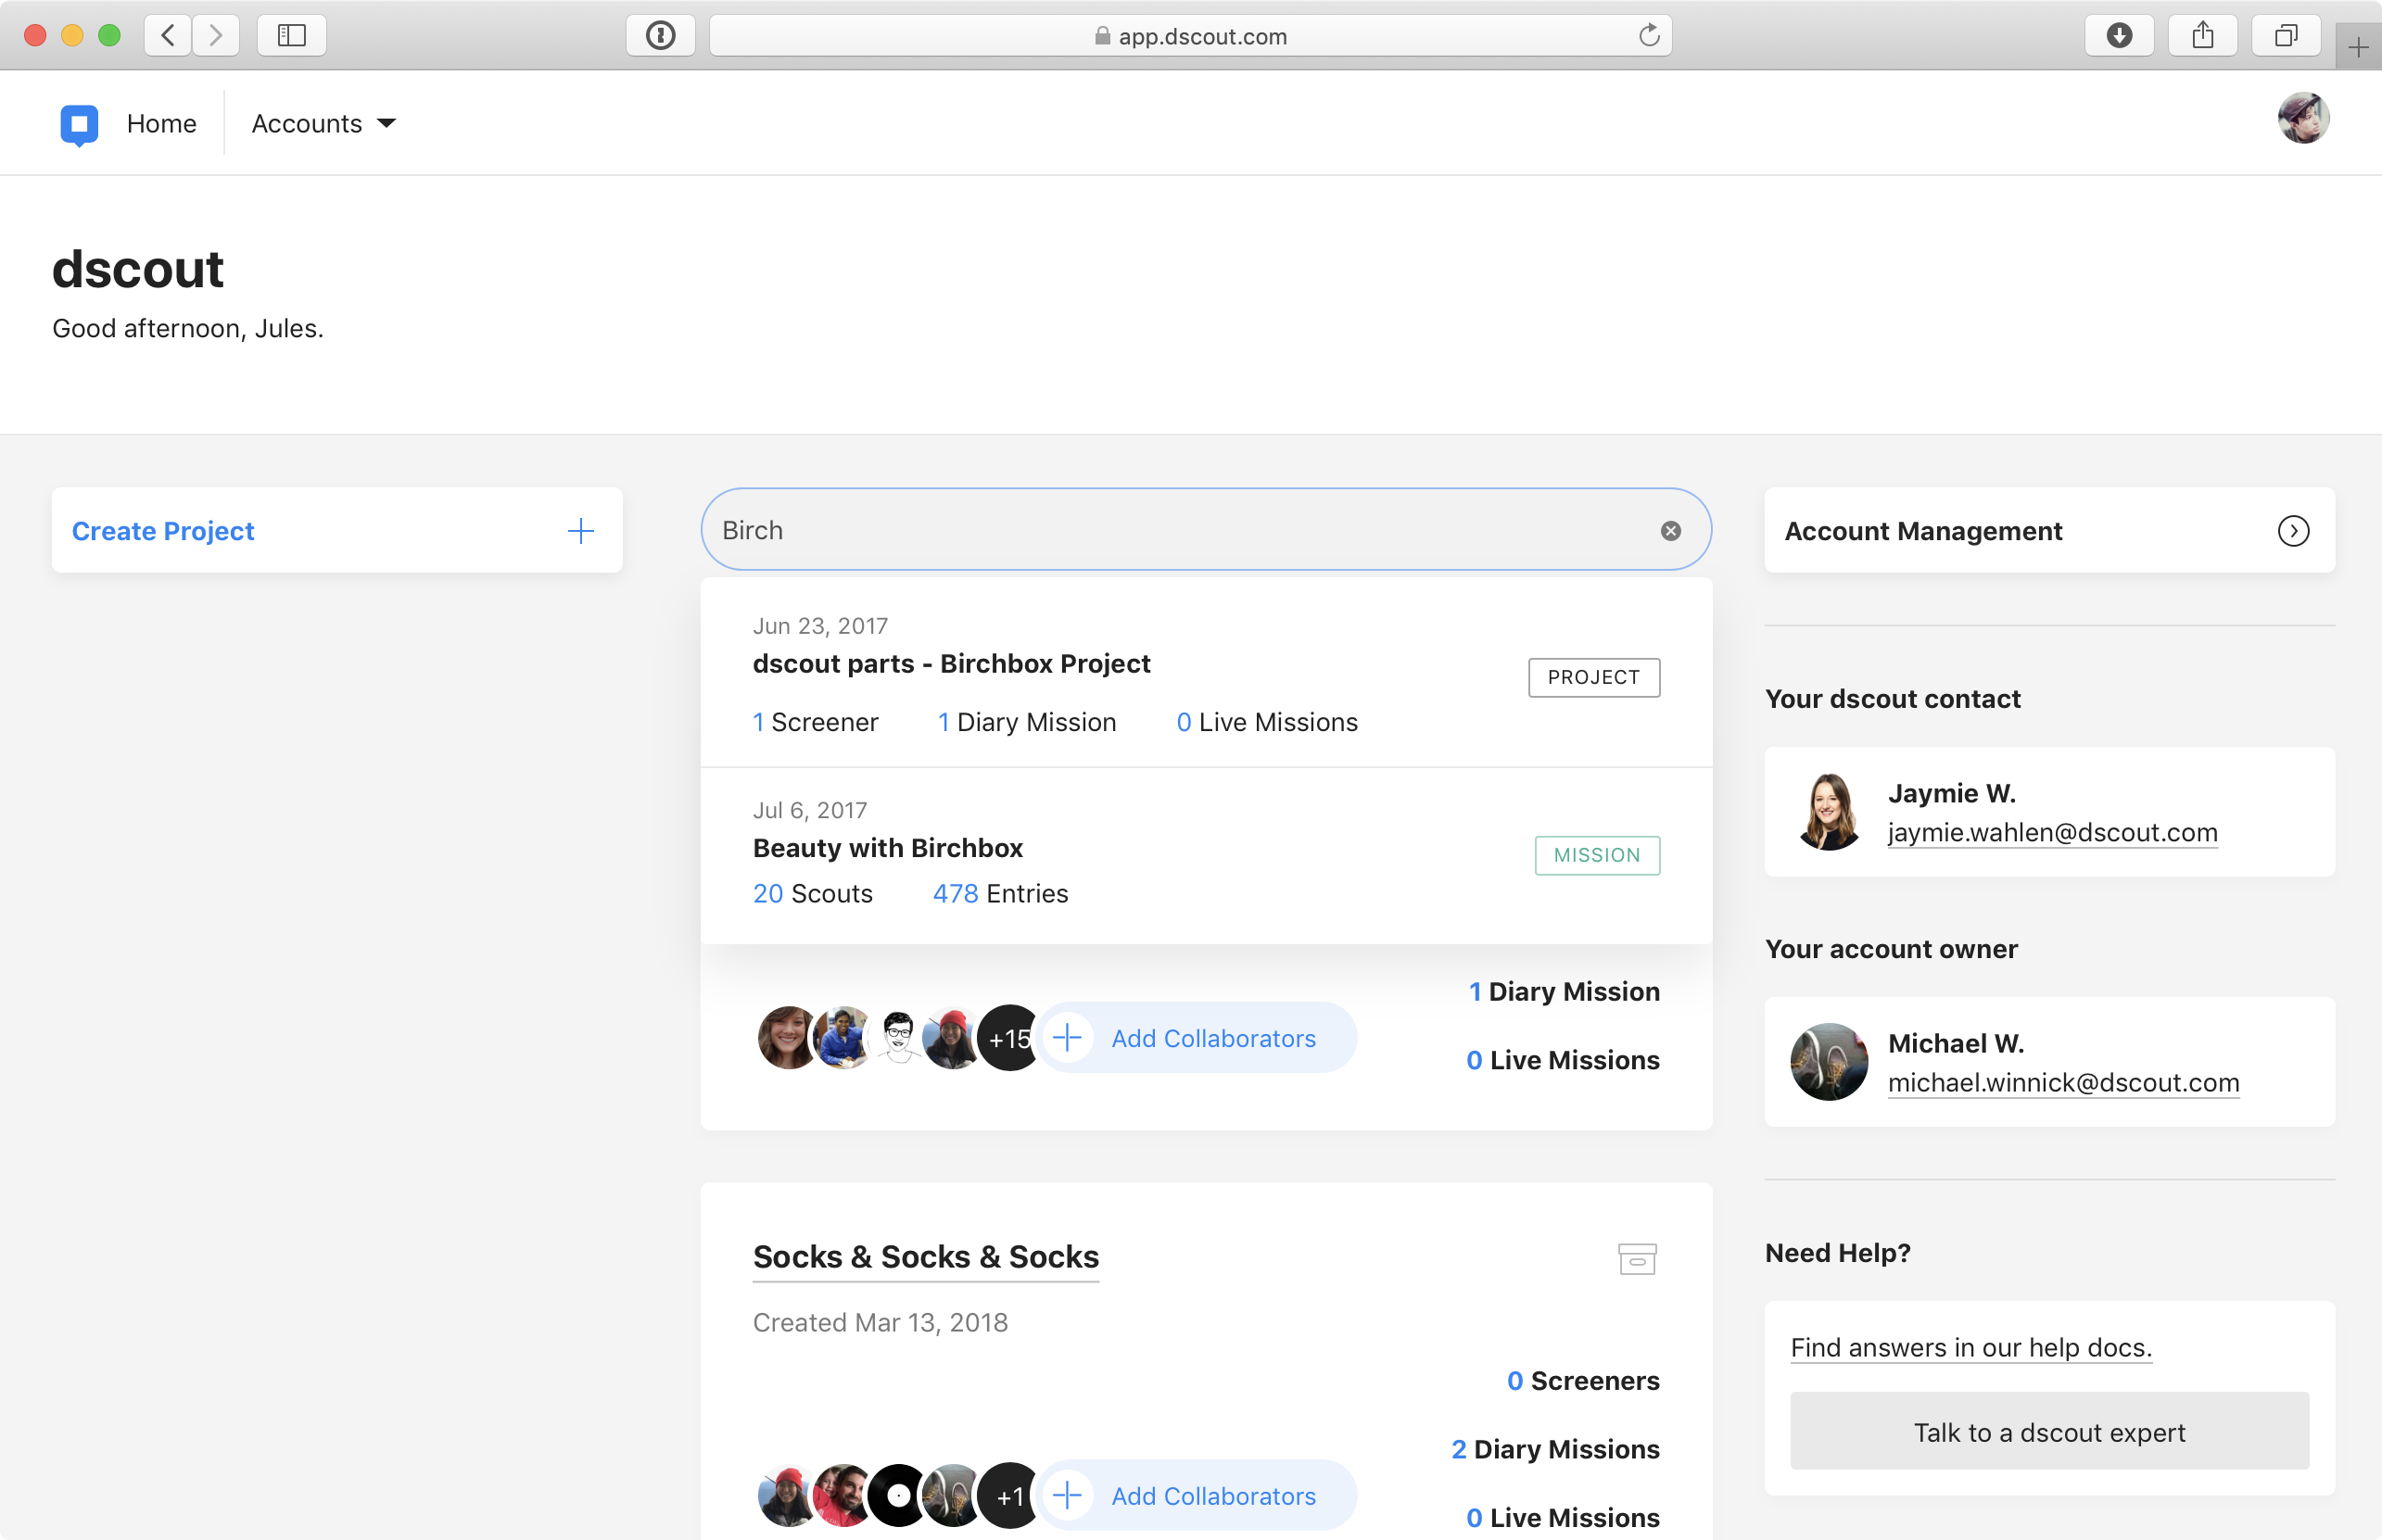 app.dscout.com
Home
Accounts
dscout
Good afternoon, Jules.
Create Project
Birch
Jun 23, 2017
dscout parts - Birchbox Project
PROJECT
1 Screener 1 Diary Mission 0 Live Missions
Jul 6, 2017
Beauty with Birchbox
MISSION
20 Scouts 478 Entries
+15
Add Collaborators
1 Diary Mission
0 Live Missions
Socks & Socks & Socks
Created Mar 13, 2018
0 Screeners
2 Diary Missions
+1
Add Collaborators
0 Live Missions
Account Management
Your dscout contact
Jaymie W.
jaymie.wahlen@dscout.com
Your account owner
Michael W.
michael.winnick@dscout.com
Need Help?
Find answers in our help docs.
Talk to a dscout expert